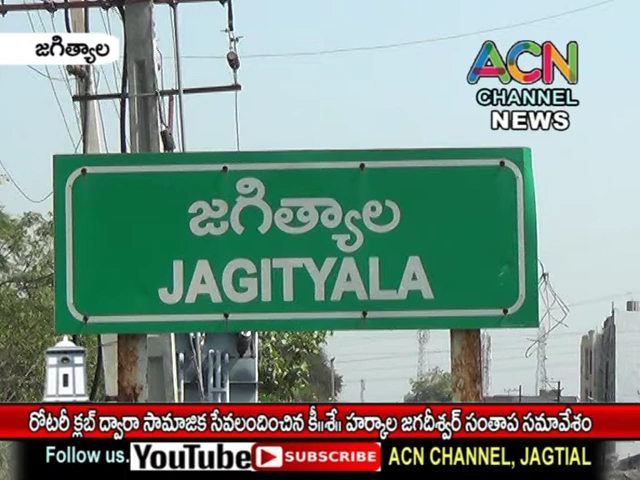 జగిత్యాల
ACN
CHANNEL
NEWS
జగిత్యాల
JAGITYALA
రోటరీ క్లబ్ ద్వారా సామాజిక సేవలందించిన కీ॥శే॥ హర్కాల జగదీశ్వర్ సంతాప సమావేశం
Follow us. YouTube SUBSCRIBE ACN CHANNEL, JAGTIAL